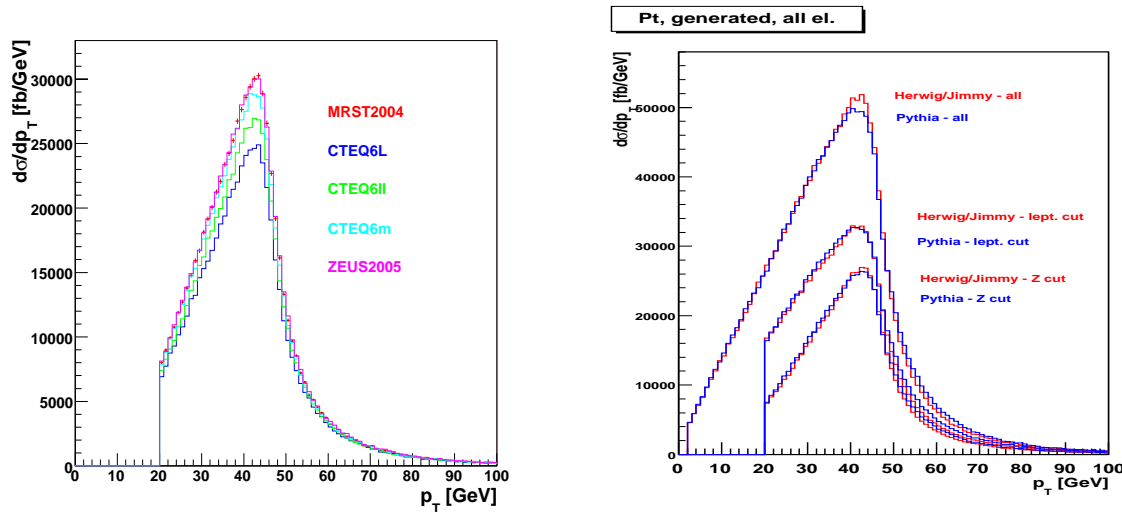 dσ/dp_T [fb/GeV]
30000
25000
20000
15000
10000
5000
0
MRST2004
CTEQ6L
CTEQ6ll
CTEQ6m
ZEUS2005
0 10 20 30 40 50 60 70 80 90 100
p_T [GeV]
Pt, generated, all el.
dσ/dp_T [fb/GeV]
50000
40000
30000
20000
10000
0
Herwig/Jimmy - all
Pythia - all
Herwig/Jimmy - lept. cut
Pythia - lept. cut
Herwig/Jimmy - Z cut
Pythia - Z cut
0 10 20 30 40 50 60 70 80 90 100
p_T [GeV]